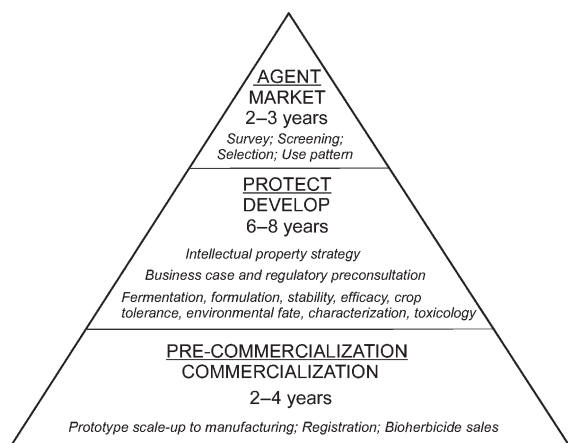 AGENT
MARKET
2–3 years
Survey; Screening;
Selection; Use pattern
PROTECT
DEVELOP
6–8 years
Intellectual property strategy
Business case and regulatory preconsultation
Fermentation, formulation, stability, efficacy, crop
tolerance, environmental fate, characterization, toxicology
PRE-COMMERCIALIZATION
COMMERCIALIZATION
2–4 years
Prototype scale-up to manufacturing; Registration; Bioherbicide sales